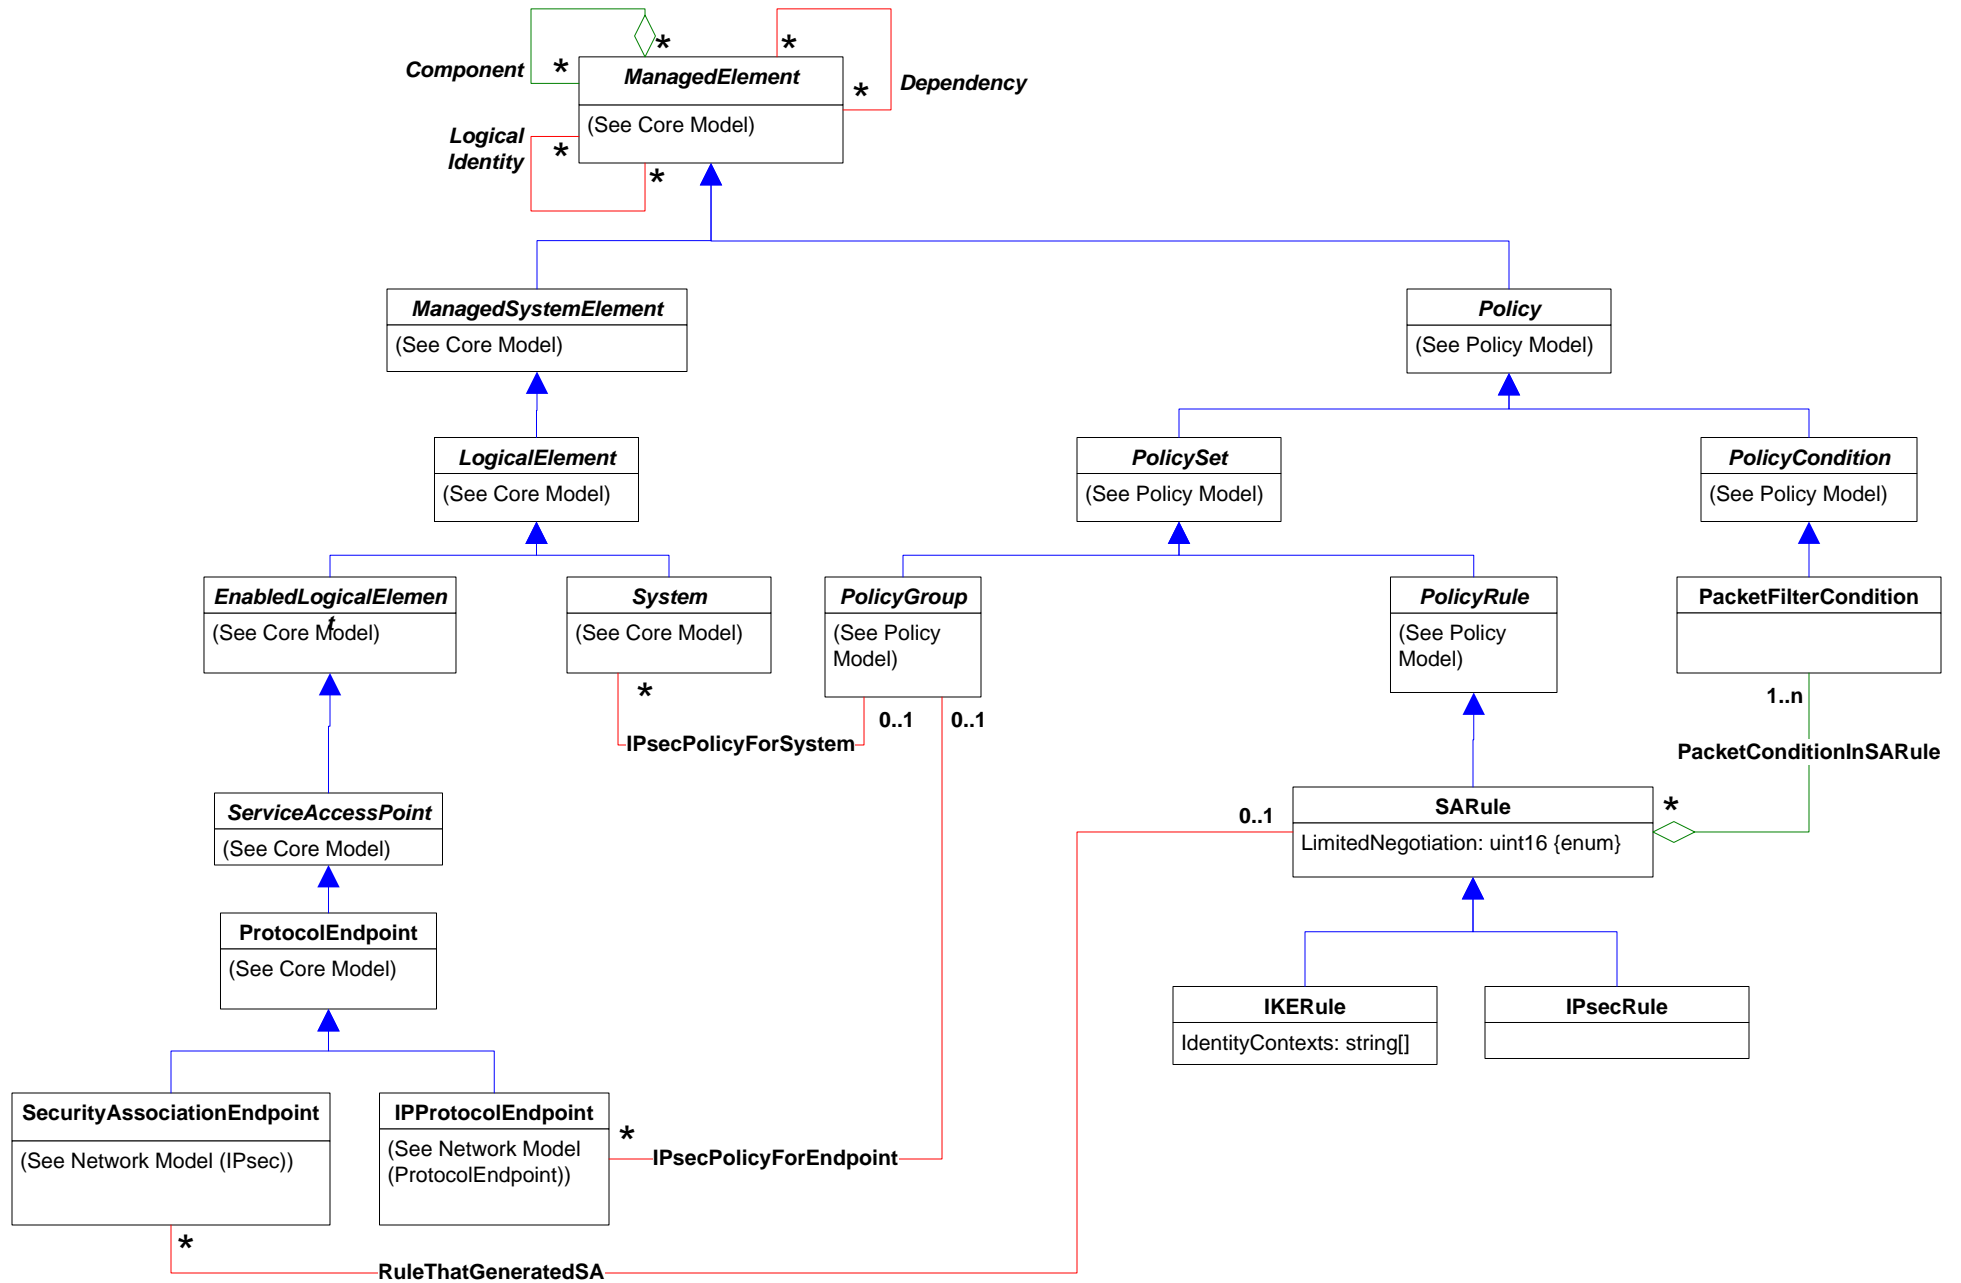 *
*
Component
*
ManagedElement
*
Dependency
*
(See Core Model)
Logical
Identity
*
*
ManagedSystemElement
(See Core Model)
Policy
(See Policy Model)
LogicalElement
(See Core Model)
PolicySet
(See Policy Model)
PolicyCondition
(See Policy Model)
EnabledLogicalElemen
t
(See Core Model)
System
(See Core Model)
PolicyGroup
(See Policy
Model)
PolicyRule
(See Policy
Model)
PacketFilterCondition
*
0..1
0..1
1..n
IPsecPolicyForSystem
PacketConditionInSARule
ServiceAccessPoint
(See Core Model)
0..1
SARule
*
LimitedNegotiation: uint16 {enum}
ProtocolEndpoint
(See Core Model)
IKERule
IdentityContexts: string[]
IPsecRule
SecurityAssociationEndpoint
(See Network Model (IPsec))
IPProtocolEndpoint
(See Network Model
(ProtocolEndpoint))
*
IPsecPolicyForEndpoint
*
RuleThatGeneratedSA